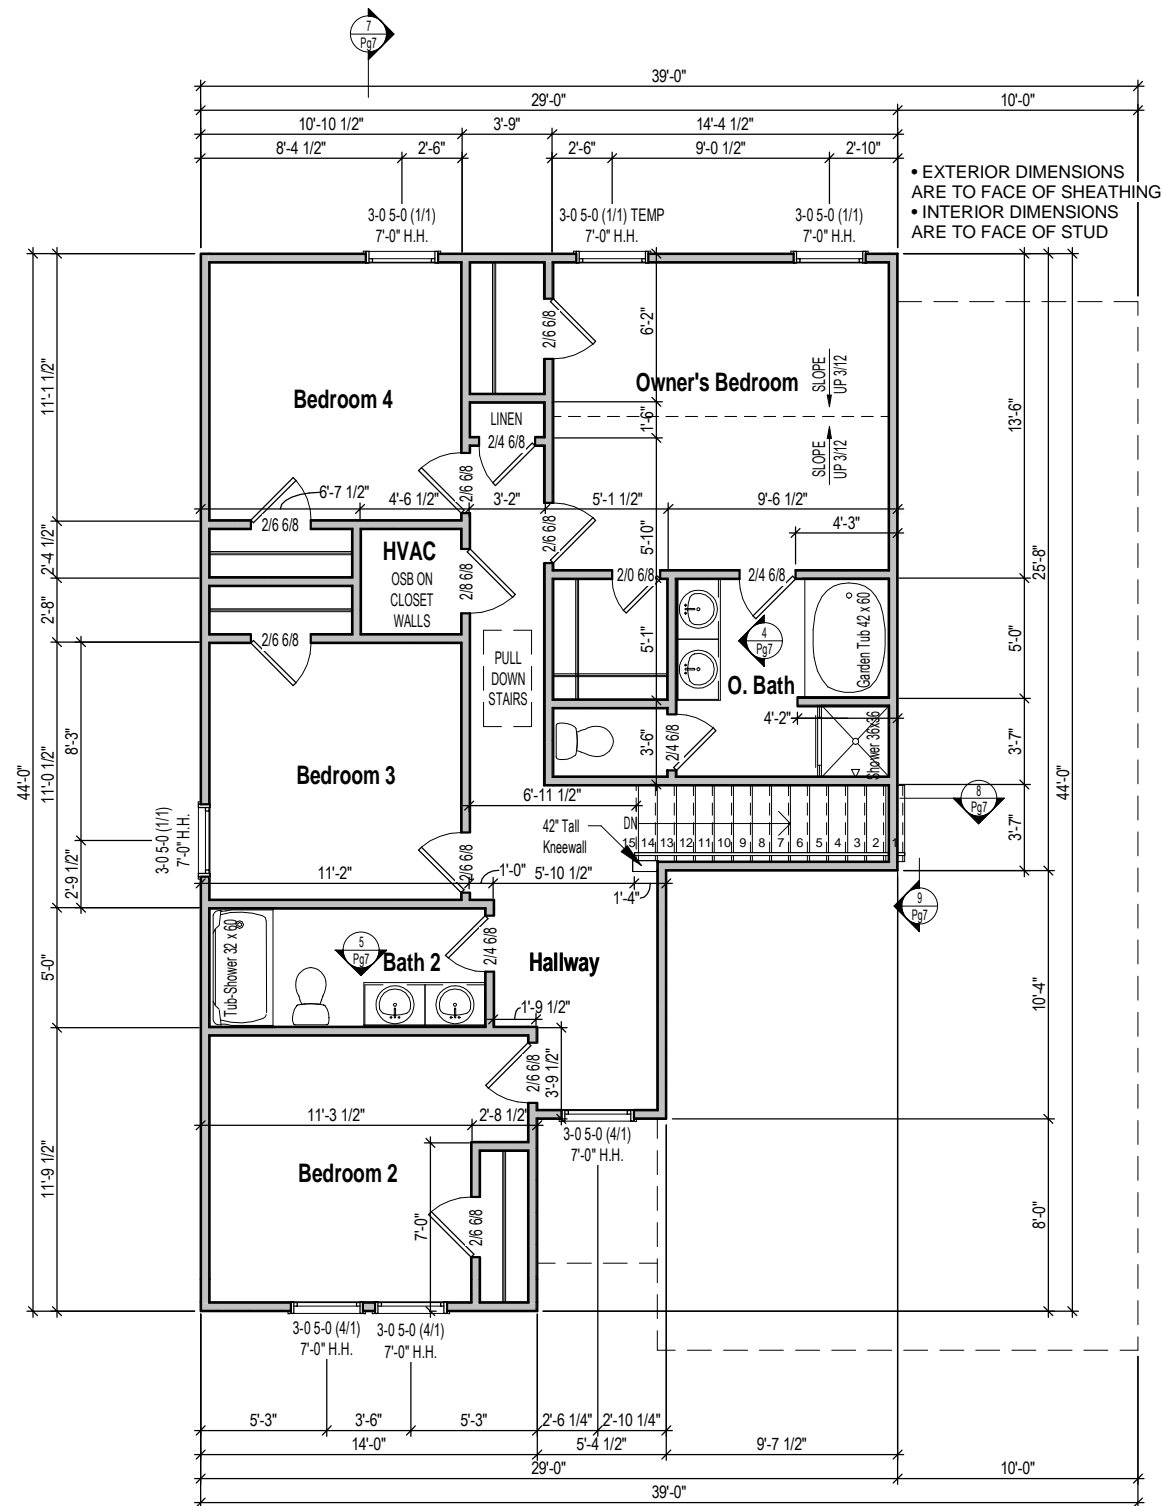 7
Pg7
39'-0"
29'-0"
10'-0"
10'-10 1/2"
3'-9"
14'-4 1/2"
8'-4 1/2"
2'-6"
2'-6"
9'-0 1/2"
2'-10"
• EXTERIOR DIMENSIONS
ARE TO FACE OF SHEATHING
• INTERIOR DIMENSIONS
ARE TO FACE OF STUD
3-0 5-0 (1/1)
7'-0" H.H.
3-0 5-0 (1/1) TEMP
7'-0" H.H.
3-0 5-0 (1/1)
7'-0" H.H.
11'-1 1/2"
2/6 6/8
6'-2"
Bedroom 4
Owner's Bedroom
SLOPE
UP 3/12
SLOPE
UP 3/12
13'-6"
LINEN
2/4 6/8
1'-6"
2/6 6/8
6'-7 1/2"
4'-6 1/2"
3'-2"
5'-1 1/2"
9'-6 1/2"
2/6 6/8
2/6 6/8
5'-10"
4'-3"
2'-4 1/2"
HVAC
OSB ON
CLOSET
WALLS
2/8 6/8
2/0 6/8
2/4 6/8
25'-8"
2'-8"
2/6 6/8
5'-1"
4
Pg7
Garden Tub 42 x 60
5'-0"
PULL
DOWN
STAIRS
O. Bath
8'-3"
4'-2"
Shower 36x36
3'-6"
2/4 6/8
3'-7"
44'-0"
11'-0 1/2"
Bedroom 3
44'-0"
6'-11 1/2"
8
Pg7
3-0 5-0 (1/1)
7'-0" H.H.
42" Tall
Kneewall
DN
15 14 13 12 11 10 9 8 7 6 5 4 3 2 1
3'-7"
2'-9 1/2"
2/6 6/8
11'-2"
1'-0"
5'-10 1/2"
1'-4"
9
Pg7
Tub-Shower 32 x 60
5
Pg7
Bath 2
2/4 6/8
Hallway
5'-0"
1'-9 1/2"
10'-4"
2/6 6/8
3'-9 1/2"
11'-3 1/2"
2'-8 1/2"
3-0 5-0 (4/1)
7'-0" H.H.
11'-9 1/2"
Bedroom 2
7'-0"
2/6 6/8
8'-0"
3-0 5-0 (4/1)
7'-0" H.H.
3-0 5-0 (4/1)
7'-0" H.H.
5'-3"
3'-6"
5'-3"
2'-6 1/4"
2'-10 1/4"
14'-0"
5'-4 1/2"
9'-7 1/2"
29'-0"
10'-0"
39'-0"